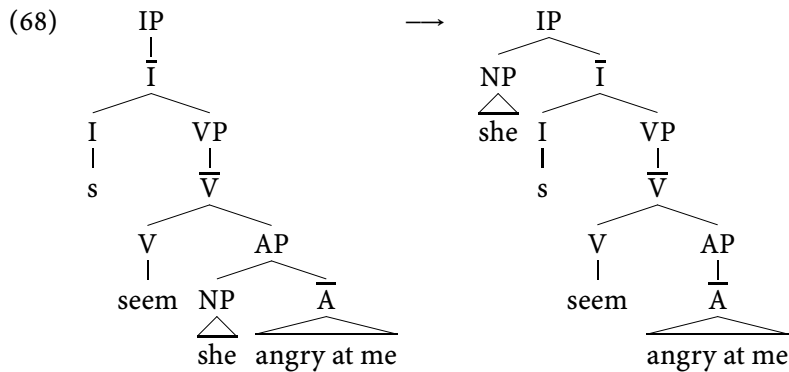 (68) IP → IP
Ī NP Ī
I VP she I VP
s V̄ s V̄
V AP V AP
seem NP Ā seem Ā
she angry at me angry at me